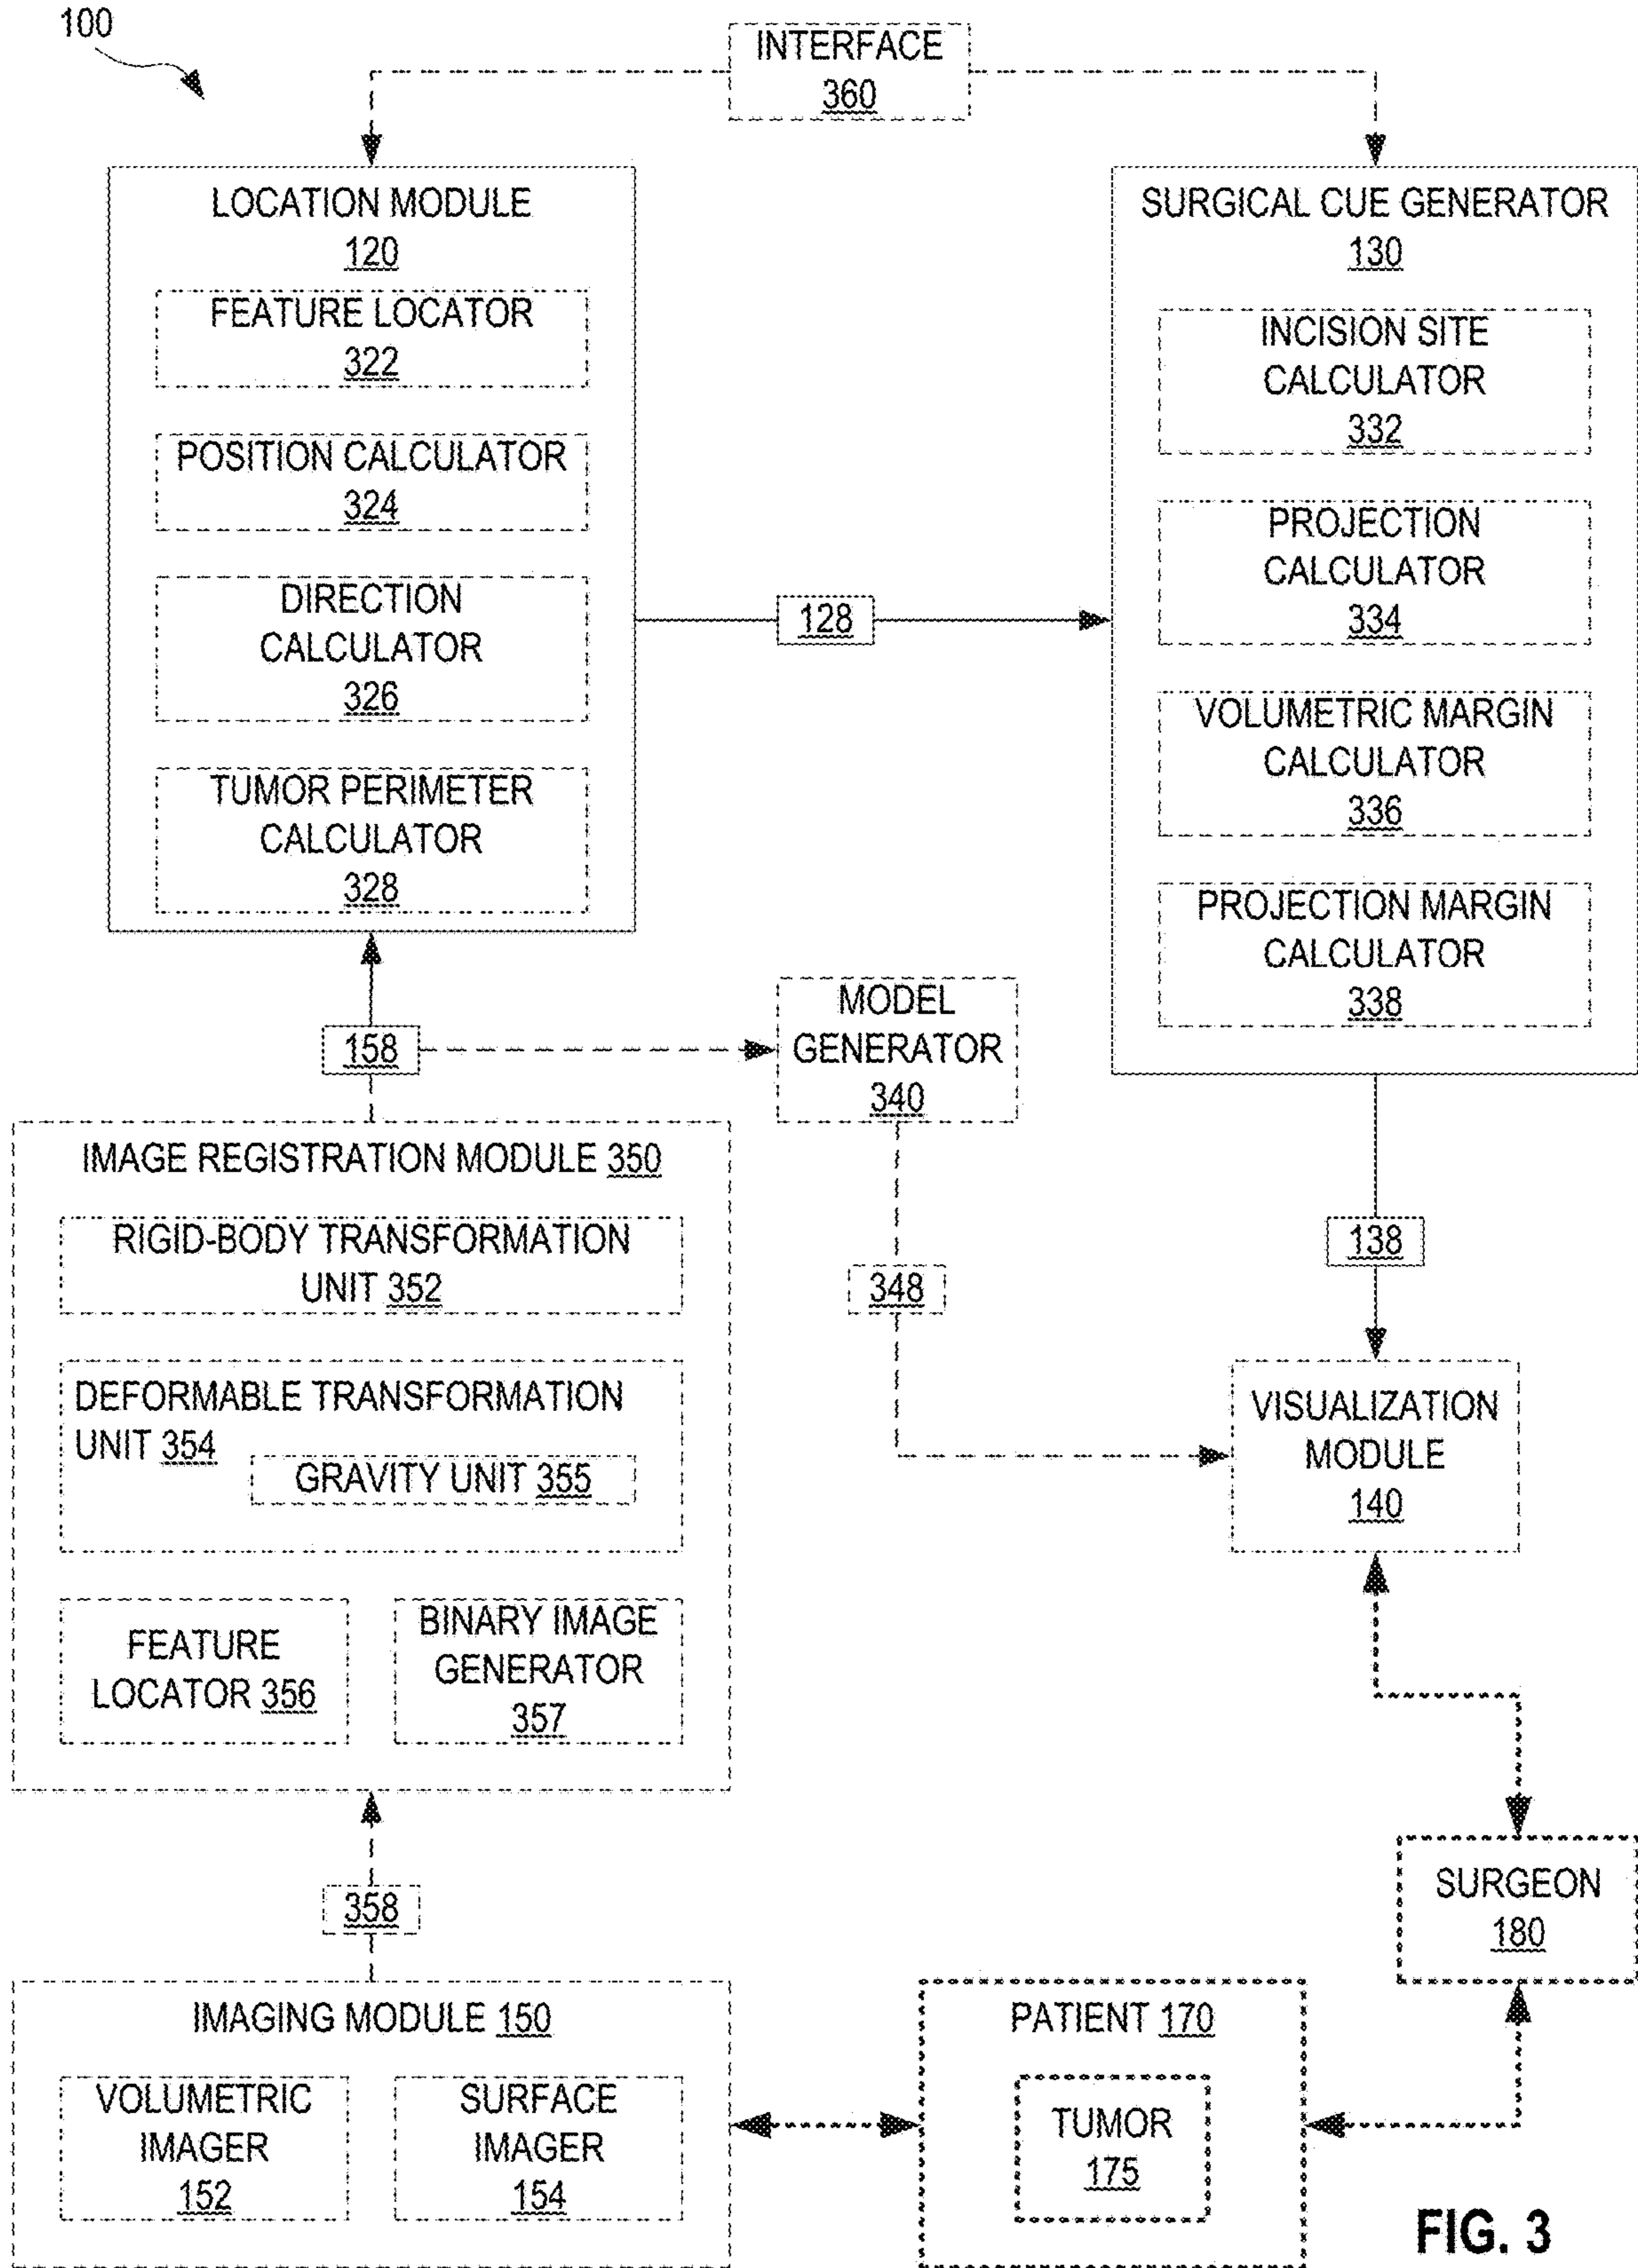 100
INTERFACE
360
LOCATION MODULE
120
FEATURE LOCATOR
322
POSITION CALCULATOR
324
DIRECTION
CALCULATOR
326
TUMOR PERIMETER
CALCULATOR
328
128
SURGICAL CUE GENERATOR
130
INCISION SITE
CALCULATOR
332
PROJECTION
CALCULATOR
334
VOLUMETRIC MARGIN
CALCULATOR
336
PROJECTION MARGIN
CALCULATOR
338
158
MODEL
GENERATOR
340
IMAGE REGISTRATION MODULE 350
RIGID-BODY TRANSFORMATION
UNIT 352
DEFORMABLE TRANSFORMATION
UNIT 354
GRAVITY UNIT 355
FEATURE
LOCATOR 356
BINARY IMAGE
GENERATOR
357
348
138
VISUALIZATION
MODULE
140
358
SURGEON
180
IMAGING MODULE 150
VOLUMETRIC
IMAGER
152
SURFACE
IMAGER
154
PATIENT 170
TUMOR
175
FIG. 3